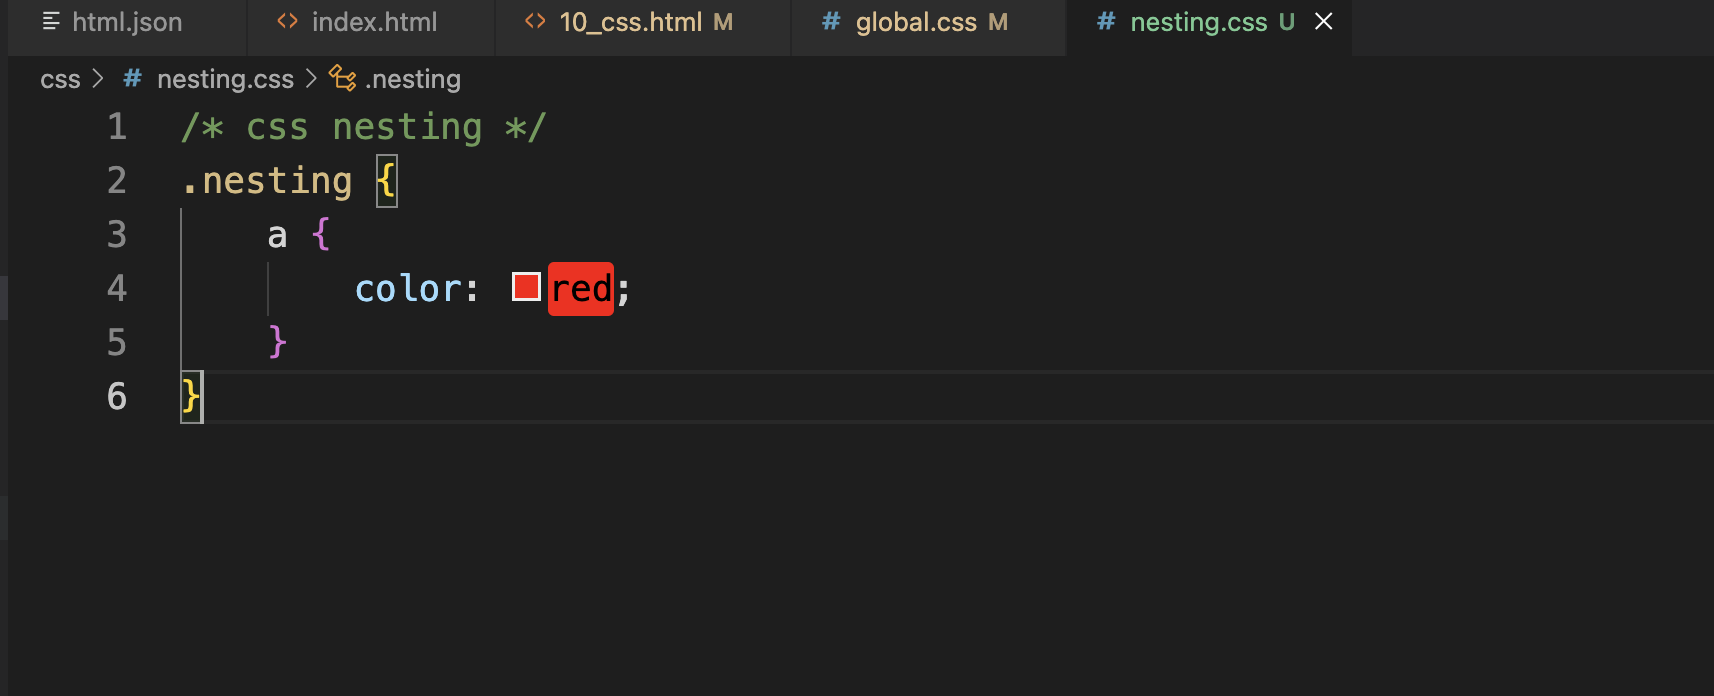 html.json index.html 10_css.html M global.css M nesting.css U
css > # nesting.css > .nesting
1 /* css nesting */
2 .nesting {
3 a {
4 color: red;
5 }
6 }